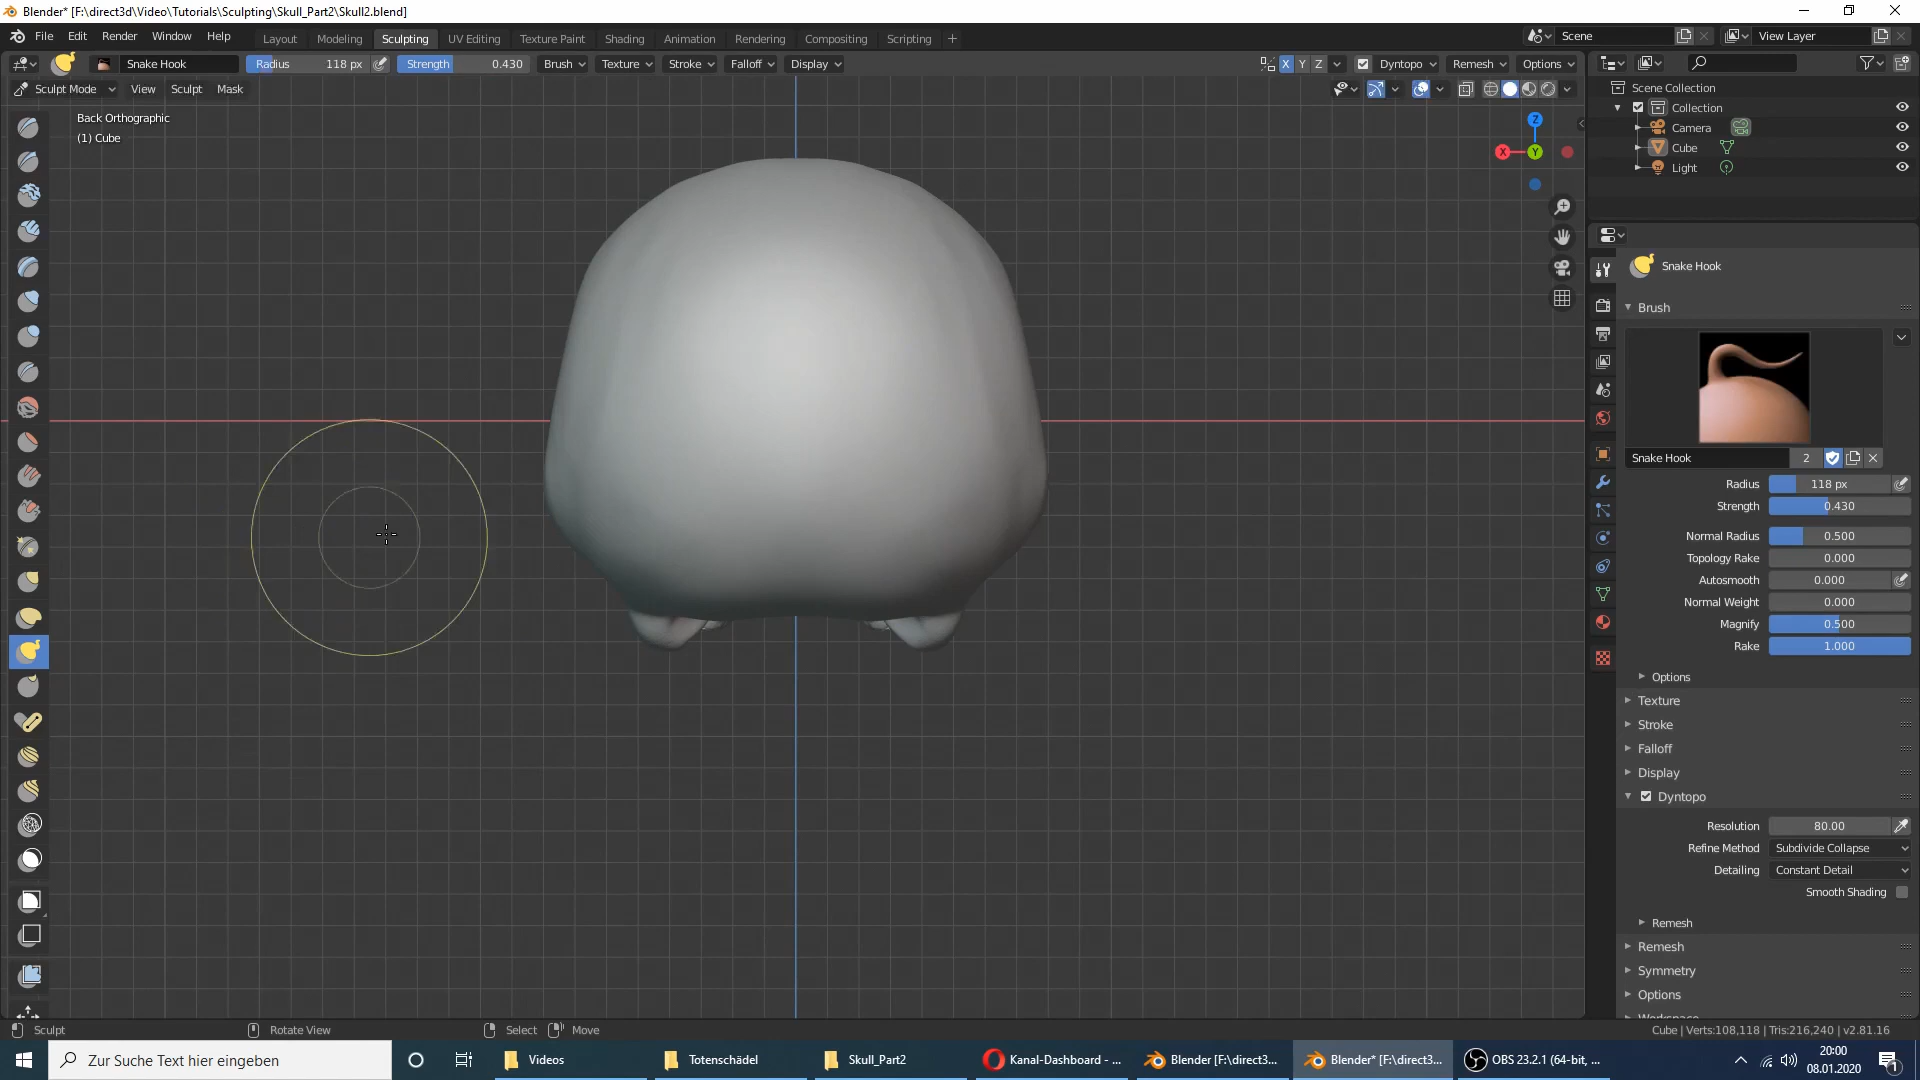 Blender* [F:\direct3d\Video\Tutorials\Sculpting\Skull_Part2\Skull2.blend]
File Edit Render Window Help
Layout Modeling Sculpting UV Editing Texture Paint Shading Animation Rendering Compositing Scripting +
Scene View Layer
Snake Hook Radius 118 px Strength 0.430 Brush Texture Stroke Falloff Display
X Y Z Dyntopo Remesh Options
Sculpt Mode View Sculpt Mask
Back Orthographic
(1) Cube
Z
X Y
Scene Collection
Collection
Camera
Cube
Light
Snake Hook
Brush
Snake Hook 2
Radius 118 px
Strength 0.430
Normal Radius 0.500
Topology Rake 0.000
Autosmooth 0.000
Normal Weight 0.000
Magnify 0.500
Rake 1.000
Options
Texture
Stroke
Falloff
Display
Dyntopo
Resolution 80.00
Refine Method Subdivide Collapse
Detailing Constant Detail
Smooth Shading
Remesh
Remesh
Symmetry
Options
Workspace
Sculpt Rotate View Select Move
Cube | Verts:108,118 | Tris:216,240 | v2.81.16
Zur Suche Text hier eingeben
Videos Totenschädel Skull_Part2 Kanal-Dashboard - ... Blender [F:\direct3... Blender* [F:\direct3... OBS 23.2.1 (64-bit, ...
20:00
08.01.2020
1